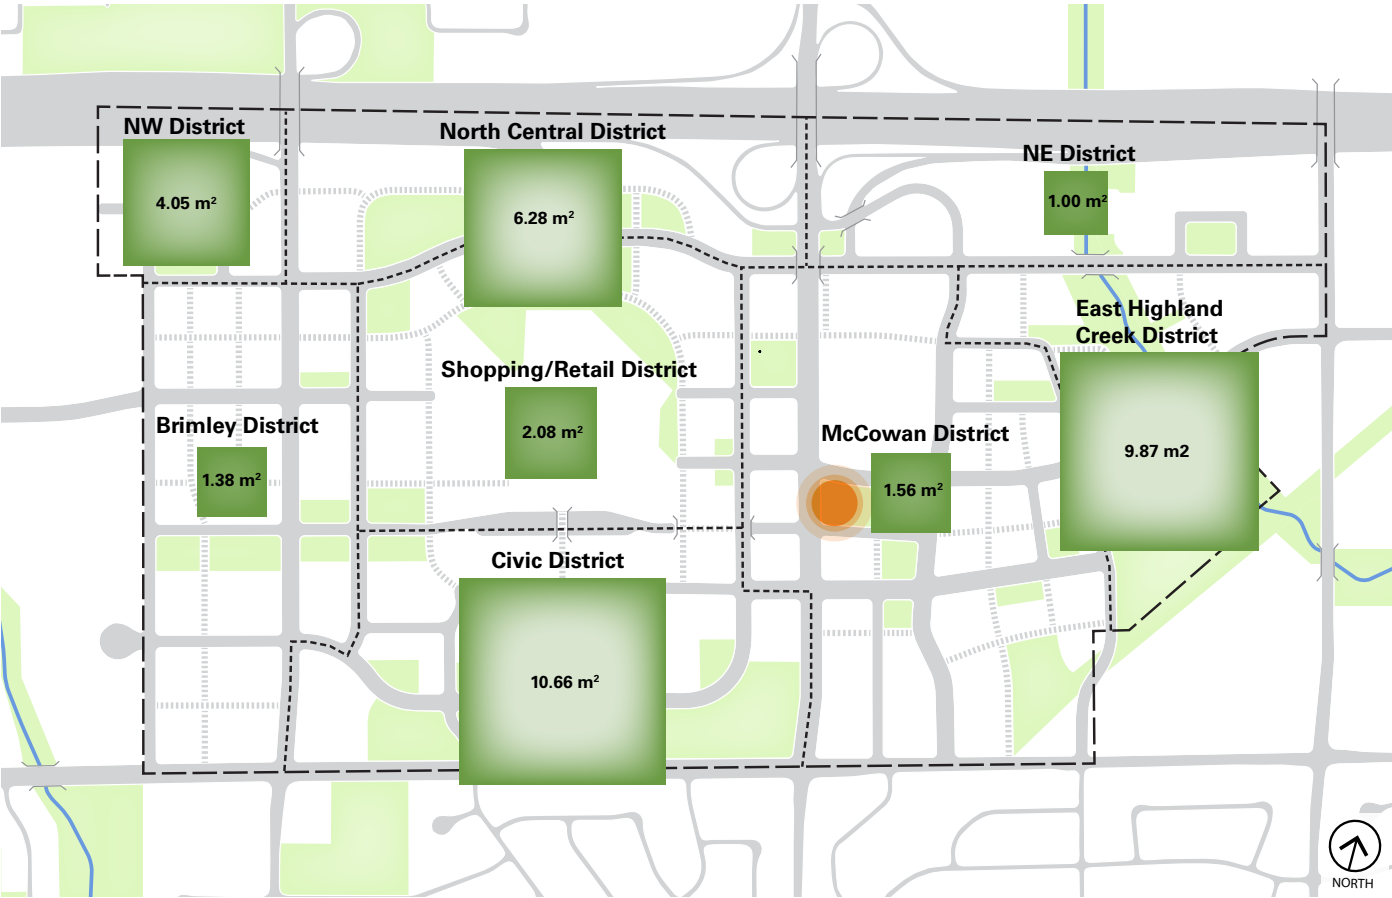 NW District
4.05 m²
North Central District
6.28 m²
NE District
1.00 m²
East Highland
Creek District
9.87 m2
Shopping/Retail District
2.08 m²
Brimley District
1.38 m²
McCowan District
1.56 m²
Civic District
10.66 m²
NORTH